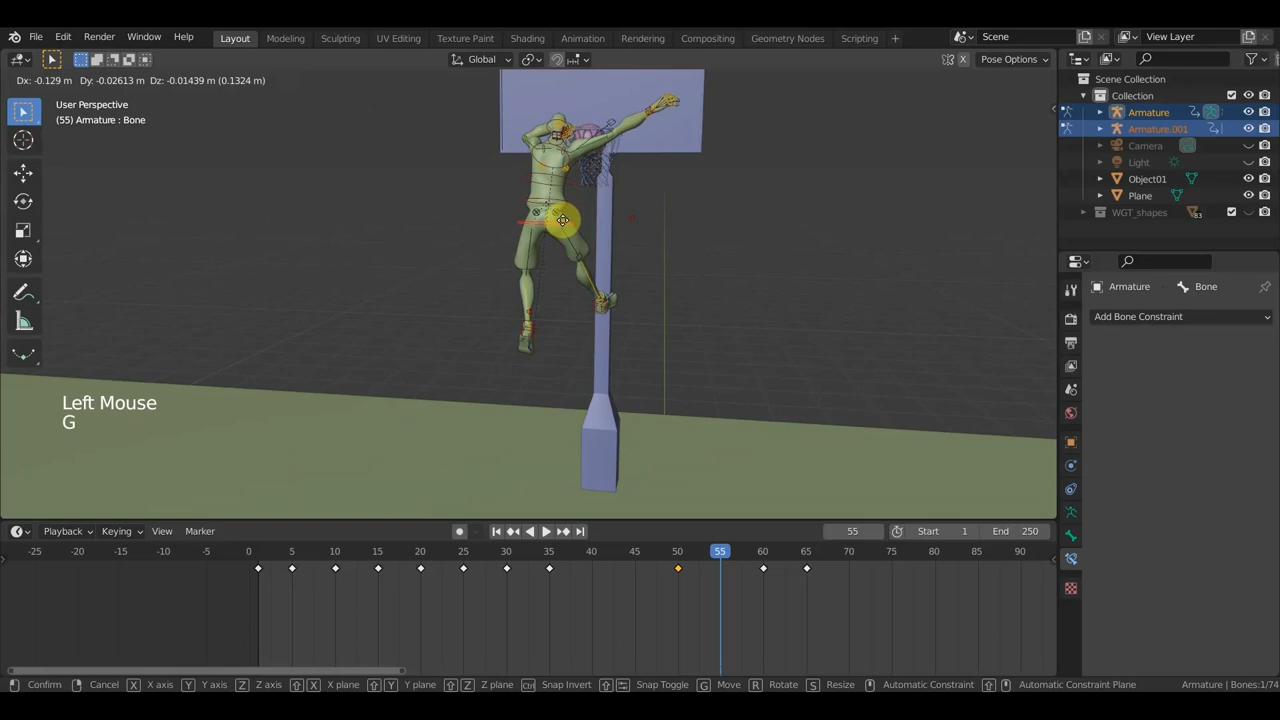 File Edit Render Window Help Layout Modeling Sculpting UV Editing Texture Paint Shading Animation Rendering Compositing Geometry Nodes Scripting + Scene View Layer
Global Pose Options
X
Dx: -0.129 m Dy: -0.02613 m Dz: -0.01439 m (0.1324 m)
User Perspective
(55) Armature : Bone
Scene Collection
Collection
Armature
Armature.001
Camera
Light
Object01
Plane
WGT_shapes 83
Armature Bone
Add Bone Constraint
Left Mouse
G
Playback Keying View Marker 55 Start 1 End 250
-25 -20 -15 -10 -5 0 5 10 15 20 25 30 35 40 45 50 55 60 65 70 75 80 85 90
Confirm Cancel X X axis Y Y axis Z Z axis X X plane Y Y plane Z Z plane Ctrl Snap Invert Snap Toggle G Move R Rotate S Resize Automatic Constraint Automatic Constraint Plane Armature | Bones:1/74